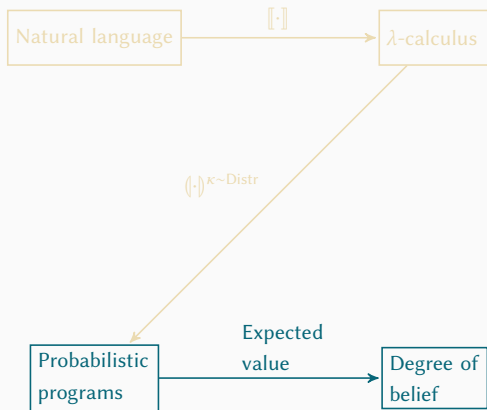 ⟦·⟧
Natural language
λ-calculus
⦇·⦈^κ∼Distr
Expected
value
Probabilistic
programs
Degree of
belief